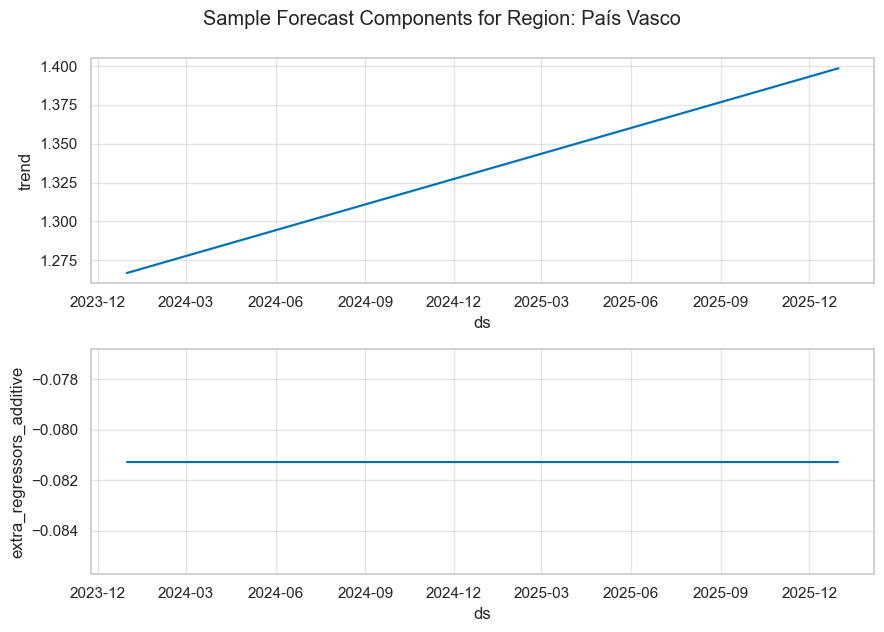 Sample Forecast Components for Region: País Vasco
1.400
1.375
1.350
1.325
1.300
1.275
trend
2023-12 2024-03 2024-06 2024-09 2024-12 2025-03 2025-06 2025-09 2025-12
ds
−0.078
−0.080
−0.082
−0.084
extra_regressors_additive
2023-12 2024-03 2024-06 2024-09 2024-12 2025-03 2025-06 2025-09 2025-12
ds